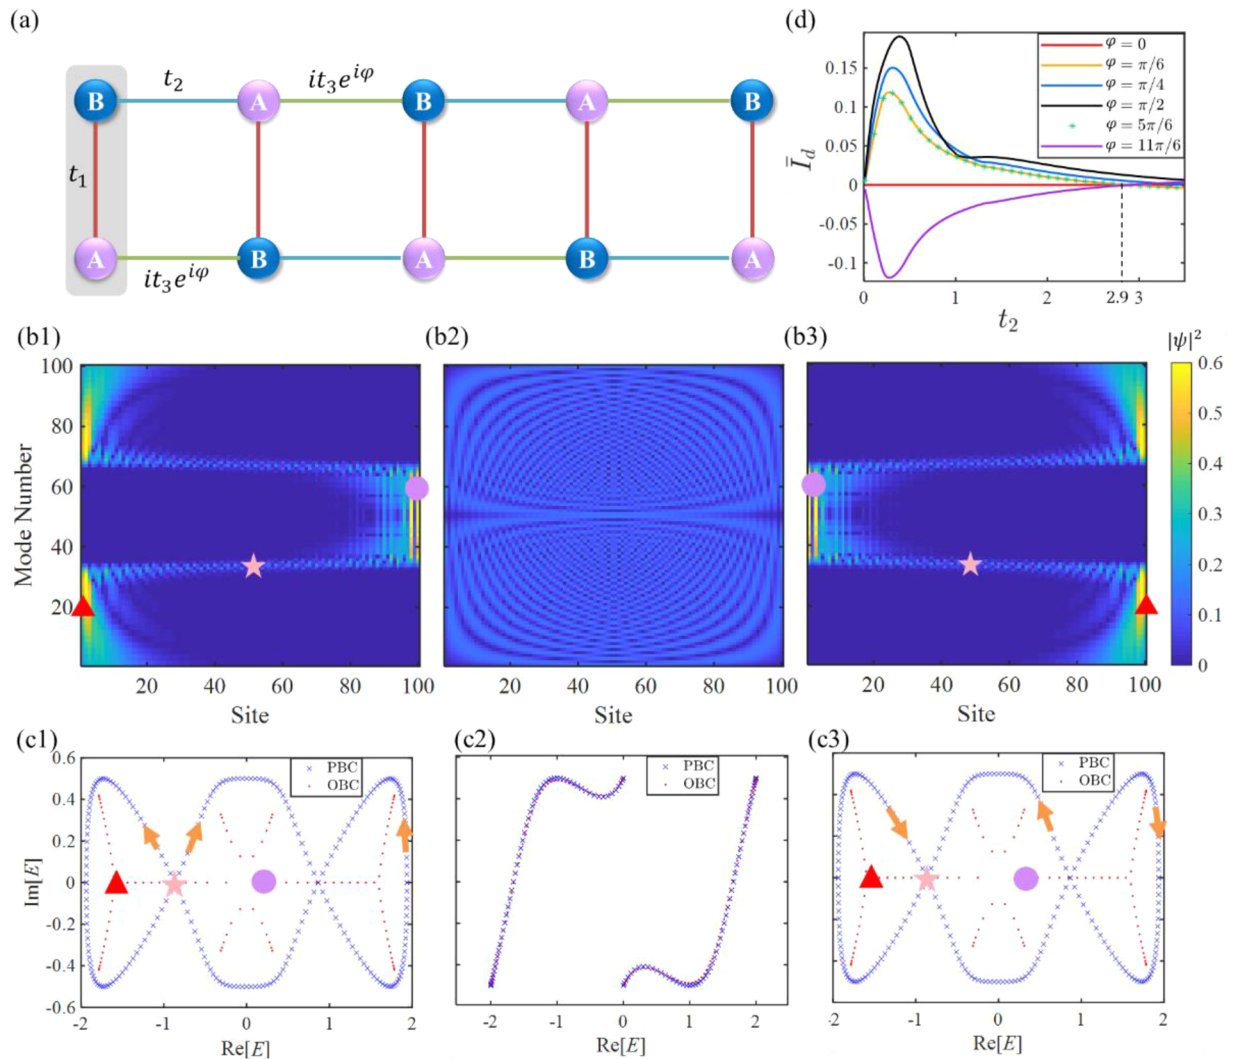 (a)
B t₂ A it₃e^{iφ} B A B
t₁
A it₃e^{iφ} B A B A
(d)
Ī_d
0.15
0.1
0.05
0
-0.05
-0.1
φ = 0
φ = π/6
φ = π/4
φ = π/2
φ = 5π/6
φ = 11π/6
0 1 2 2.9 3
t₂
(b1) (b2) (b3)
|ψ|²
Mode Number
100
80
60
40
20
20 40 60 80 100
Site
20 40 60 80 100
Site
20 40 60 80 100
Site
0.6
0.5
0.4
0.3
0.2
0.1
0
(c1) (c2) (c3)
Im[E]
0.6
0.4
0.2
0
-0.2
-0.4
-0.6
PBC
OBC
-2 -1 0 1 2
Re[E]
PBC
OBC
-2 -1 0 1 2
Re[E]
PBC
OBC
-2 -1 0 1 2
Re[E]